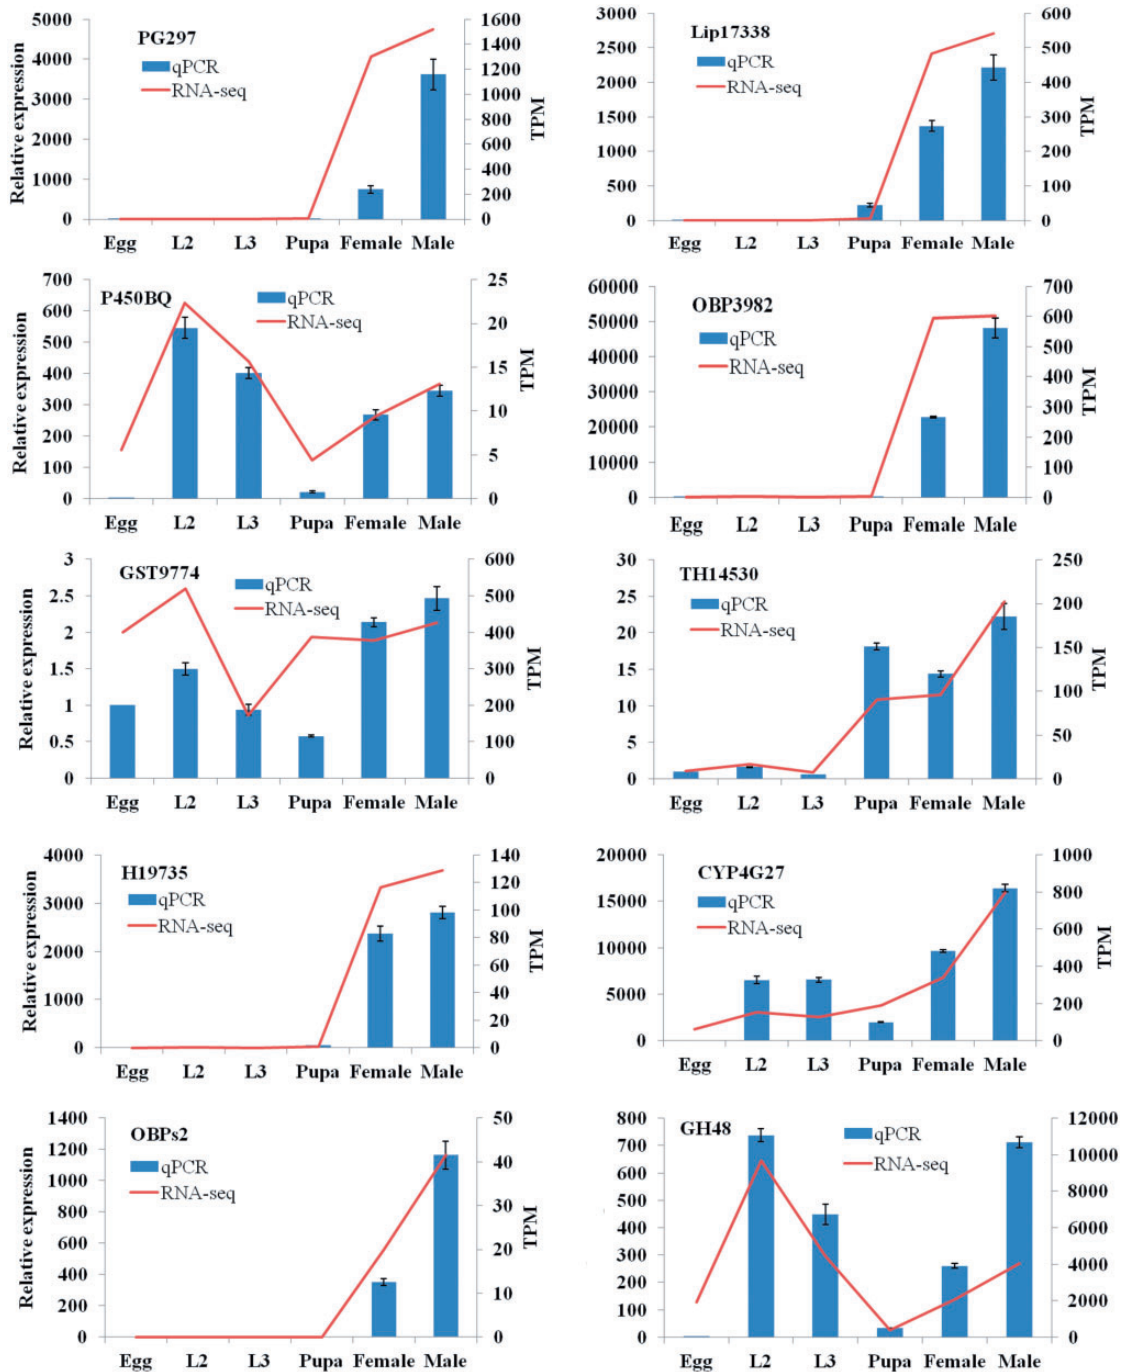 PG297
qPCR
RNA-seq
Relative expression
5000
4000
3000
2000
1000
0
1600
1400
1200
1000
800
600
400
200
0
TPM
Egg L2 L3 Pupa Female Male
Lip17338
qPCR
RNA-seq
3000
2500
2000
1500
1000
500
0
600
500
400
300
200
100
0
TPM
Egg L2 L3 Pupa Female Male
P450BQ
qPCR
RNA-seq
Relative expression
700
600
500
400
300
200
100
0
25
20
15
10
5
0
TPM
Egg L2 L3 Pupa Female Male
OBP3982
qPCR
RNA-seq
60000
50000
40000
30000
20000
10000
0
700
600
500
400
300
200
100
0
TPM
Egg L2 L3 Pupa Female Male
GST9774
qPCR
RNA-seq
Relative expression
3
2.5
2
1.5
1
0.5
0
600
500
400
300
200
100
0
TPM
Egg L2 L3 Pupa Female Male
TH14530
qPCR
RNA-seq
30
25
20
15
10
5
0
250
200
150
100
50
0
TPM
Egg L2 L3 Pupa Female Male
H19735
qPCR
RNA-seq
Relative expression
4000
3000
2000
1000
0
140
120
100
80
60
40
20
0
TPM
Egg L2 L3 Pupa Female Male
CYP4G27
qPCR
RNA-seq
20000
15000
10000
5000
0
1000
800
600
400
200
0
TPM
Egg L2 L3 Pupa Female Male
OBPs2
qPCR
RNA-seq
Relative expression
1400
1200
1000
800
600
400
200
0
50
40
30
20
10
0
TPM
Egg L2 L3 Pupa Female Male
GH48
qPCR
RNA-seq
800
700
600
500
400
300
200
100
0
12000
10000
8000
6000
4000
2000
0
TPM
Egg L2 L3 Pupa Female Male